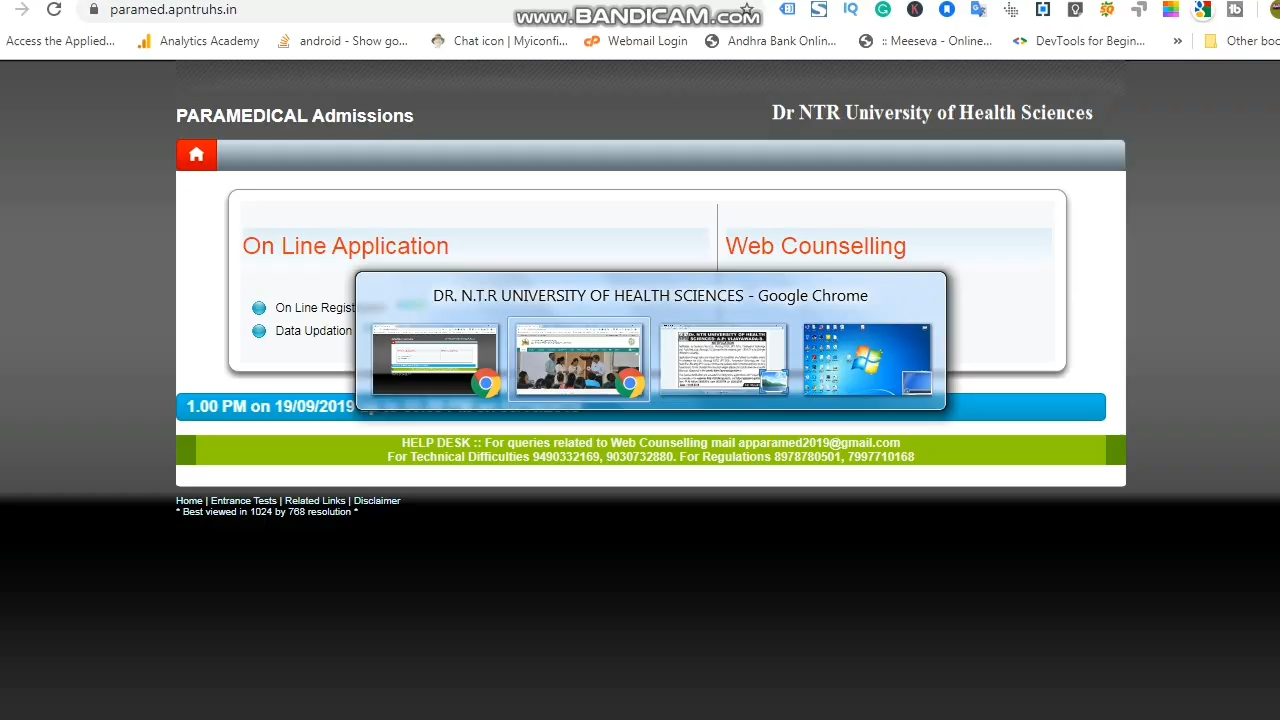 paramed.apntruhs.in
www.BANDICAM.com
Access the Applied...
Analytics Academy
android - Show go...
Chat icon | Myiconfi...
Webmail Login
Andhra Bank Onlin...
:: Meeseva - Online...
DevTools for Begin...
»
Other boo
PARAMEDICAL Admissions
Dr NTR University of Health Sciences
On Line Application
Web Counselling
DR. N.T.R UNIVERSITY OF HEALTH SCIENCES - Google Chrome
On Line Regist
Data Updation
1.00 PM on 19/09/2019
HELP DESK :: For queries related to Web Counselling mail apparamed2019@gmail.com
For Technical Difficulties 9490332169, 9030732880. For Regulations 8978780501, 7997710168
Home | Entrance Tests | Related Links | Disclaimer
* Best viewed in 1024 by 768 resolution *